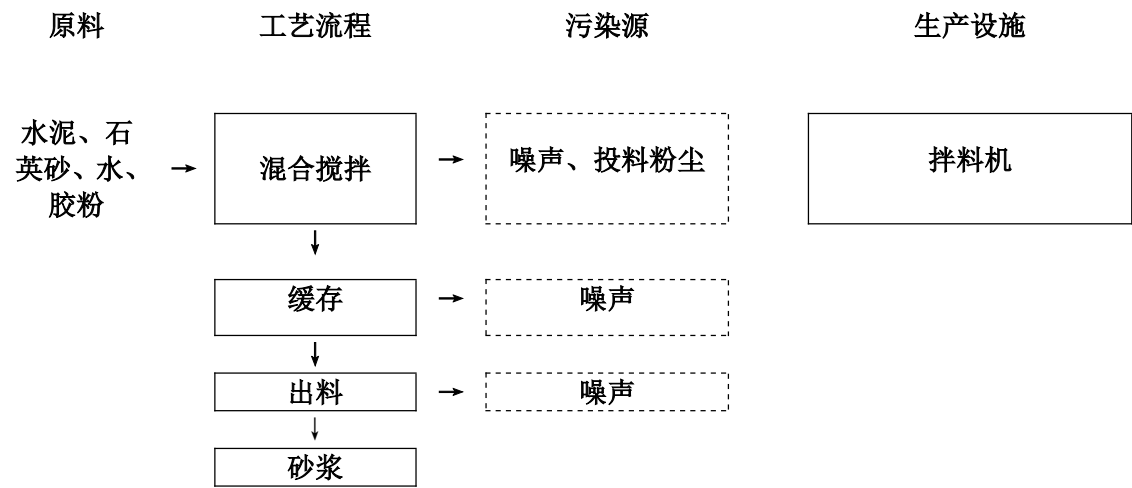 原料 工艺流程 污染源 生产设施
水泥、石
英砂、水、
胶粉
混合搅拌 噪声、投料粉尘 拌料机
缓存 噪声
出料 噪声
砂浆